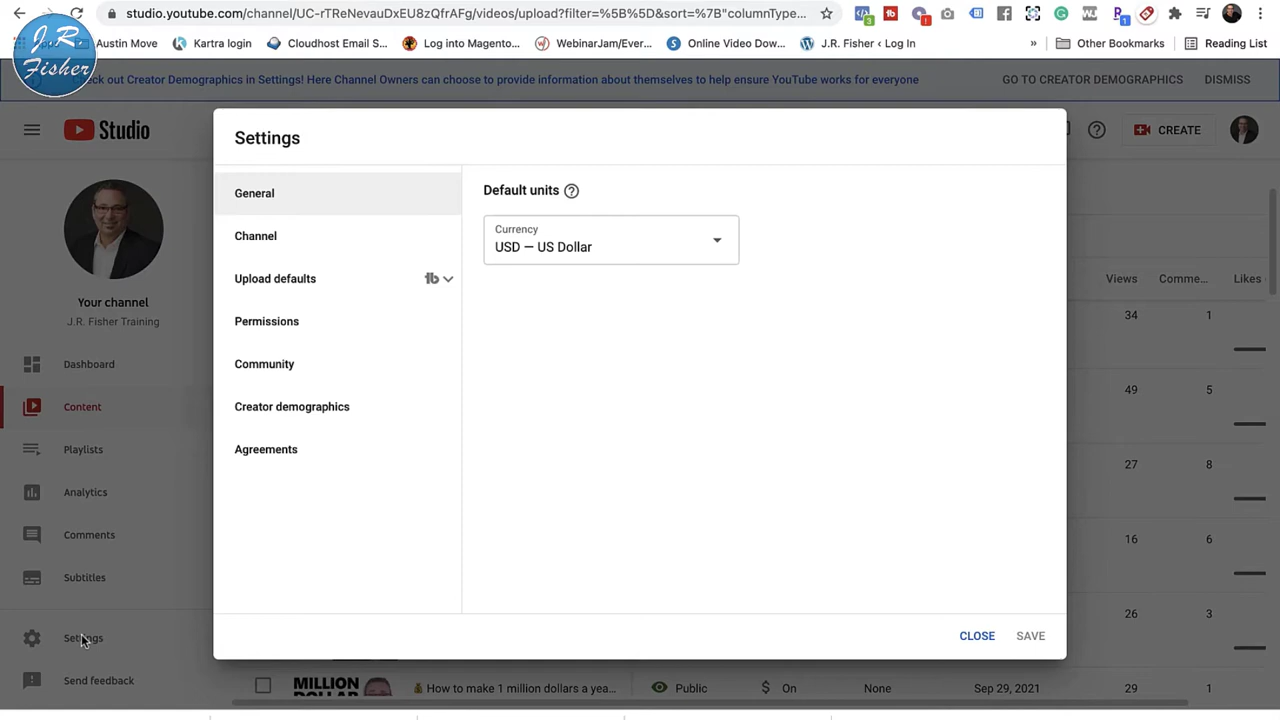 studio.youtube.com/channel/UC-rTReNevauDxEU8zQfrAFg/videos/upload?filter=%5B%5D&sort=%7B"columnType...
3
1
Apps
Austin Move
Kartra login
Cloudhost Email S...
Log into Magento...
WebinarJam/Ever...
Online Video Dow...
J.R. Fisher ‹ Log In
»
Other Bookmarks
Reading List
J.R.
Fisher
Check out Creator Demographics in Settings! Here Channel Owners can choose to provide information about themselves to help ensure YouTube works for everyone
GO TO CREATOR DEMOGRAPHICS
DISMISS
Studio
CREATE
Your channel
J.R. Fisher Training
Dashboard
Content
Playlists
Analytics
Comments
Subtitles
Settings
Send feedback
Settings
General
Channel
Upload defaults
Permissions
Community
Creator demographics
Agreements
Default units
Currency
USD — US Dollar
CLOSE
SAVE
Views Comme... Likes
34 1
49 5
27 8
16 6
26 3
MILLION
How to make 1 million dollars a yea...
Public
$ On
None
Sep 29, 2021
29 1